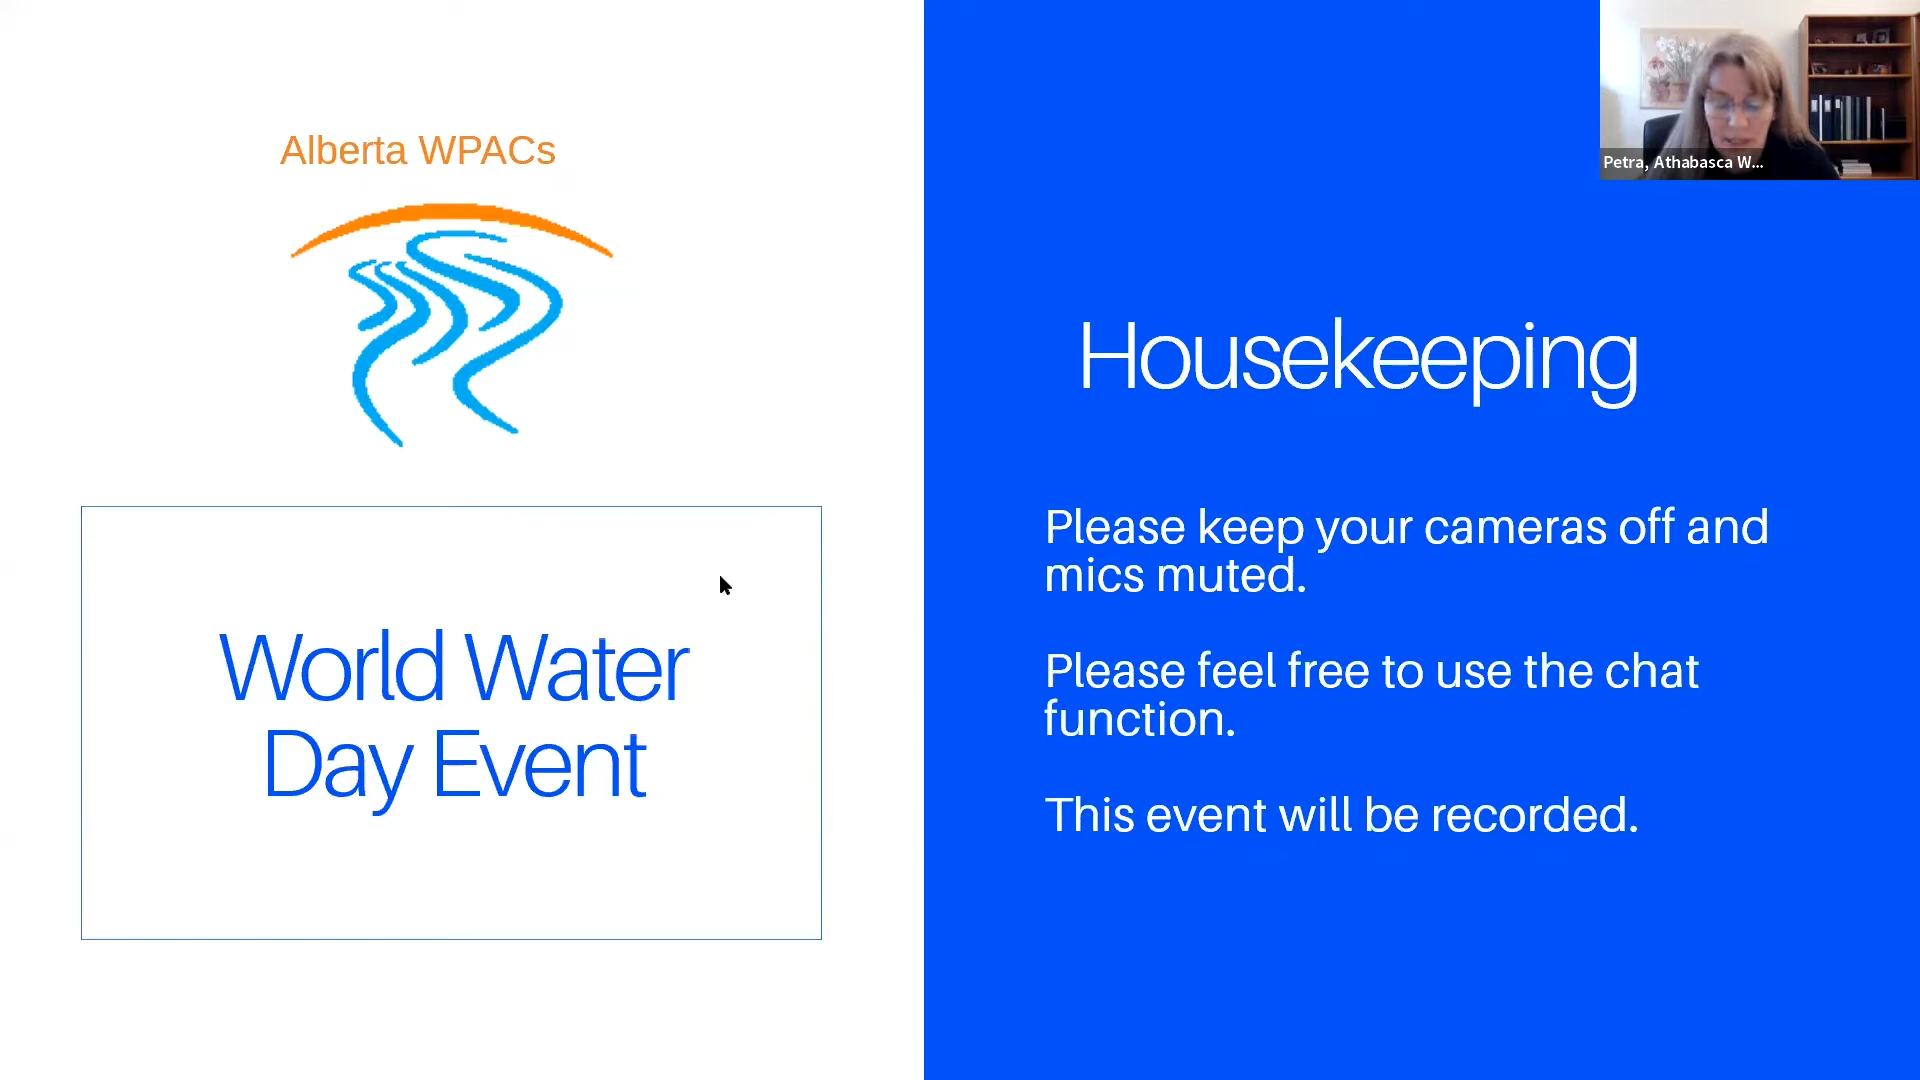 Alberta WPACs
World Water
Day Event
Housekeeping
Please keep your cameras off and
mics muted.
Please feel free to use the chat
function.
This event will be recorded.
Petra, Athabasca W...